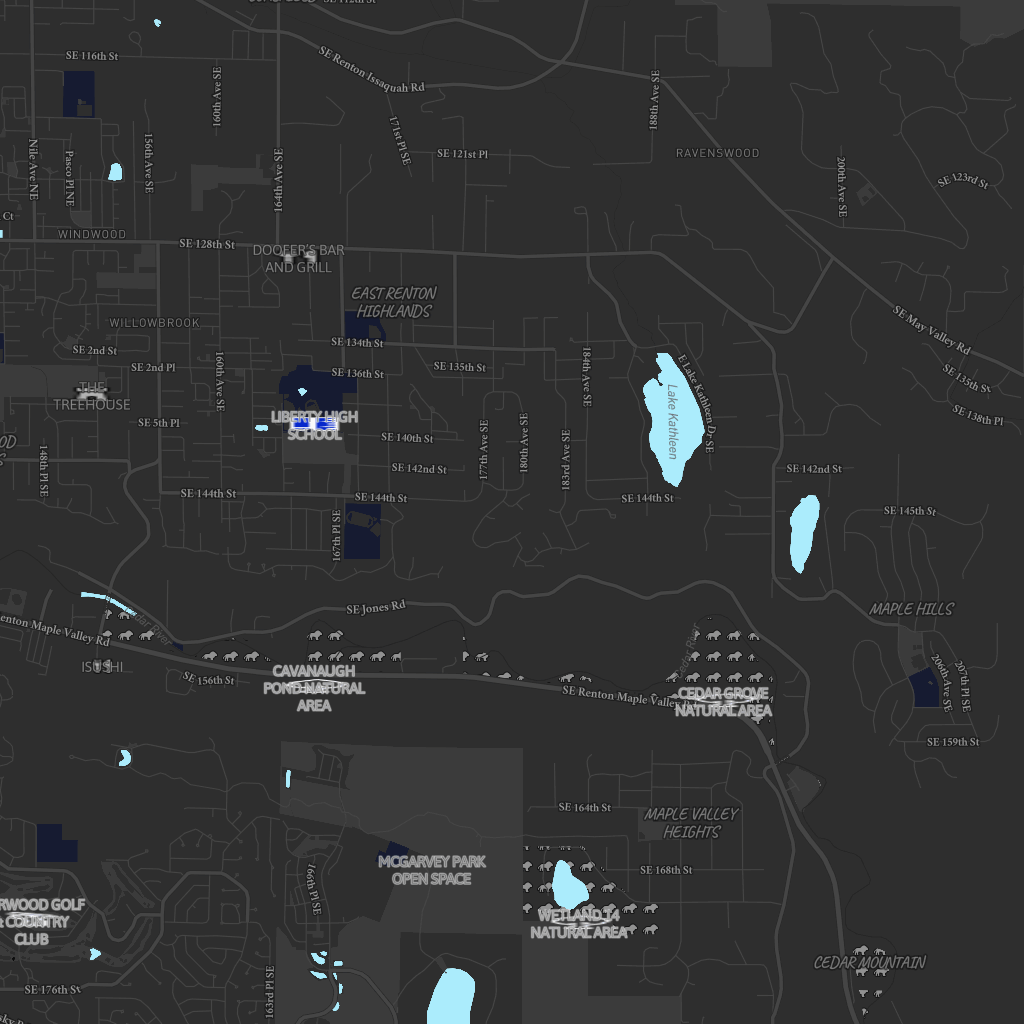 SE Renton Issaquah Rd
SE 116th St
160th Ave SE
188th Ave SE
171st Pl SE
Nile Ave NE
Pasco Pl NE
156th Ave SE
164th Ave SE
SE 121st Pl
RAVENSWOOD
200th Ave SE
SE 123rd St
Ct
WINDWOOD
SE 128th St
DOOFER'S BAR
AND GRILL
EAST RENTON
HIGHLANDS
SE May Valley Rd
WILLOWBROOK
SE 2nd St
SE 134th St
SE 2nd Pl
160th Ave SE
SE 136th St
SE 135th St
184th Ave SE
E Lake Kathleen Dr SE
Lake Kathleen
SE 135th St
THE
TREEHOUSE
SE 138th Pl
SE 5th Pl
LIBERTY HIGH
SCHOOL
SE 140th St
177th Ave SE
180th Ave SE
183rd Ave SE
148th Pl SE
SE 142nd St
SE 142nd St
SE 144th St
SE 144th St
SE 144th St
SE 145th St
167th Pl SE
SE Jones Rd
MAPLE HILLS
enton Maple Valley Rd
Cedar River
Cedar River
ISUSHI
SE 156th St
CAVANAUGH
POND NATURAL
AREA
SE Renton Maple Valley Rd
CEDAR GROVE
NATURAL AREA
206th Ave SE
207th Pl SE
SE 159th St
SE 164th St
MAPLE VALLEY
HEIGHTS
MCGARVEY PARK
OPEN SPACE
SE 168th St
166th Pl SE
RWOOD GOLF
& COUNTRY
CLUB
WETLAND 14
NATURAL AREA
CEDAR MOUNTAIN
163rd Pl SE
SE 176th St